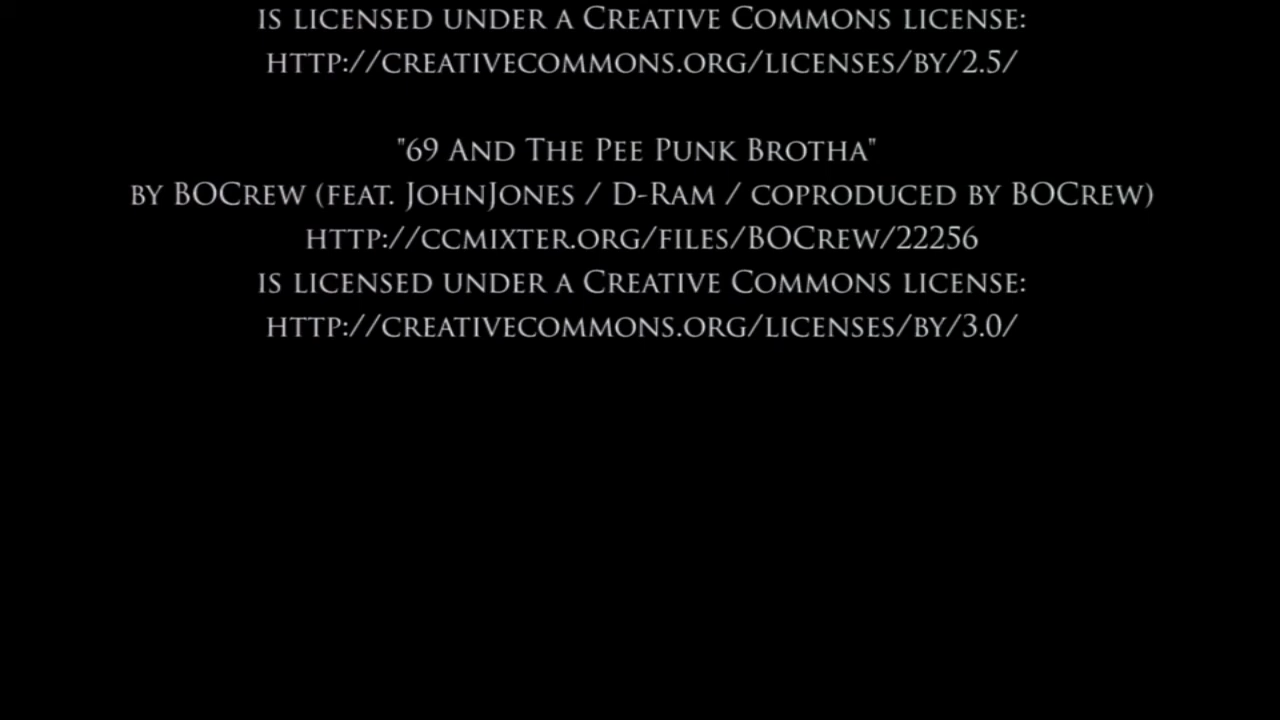 is licensed under a Creative Commons license:
http://creativecommons.org/licenses/by/2.5/
"69 And The Pee Punk Brotha"
by BOCrew (feat. JohnJones / D-Ram / coproduced by BOCrew)
http://ccmixter.org/files/BOCrew/22256
is licensed under a Creative Commons license:
http://creativecommons.org/licenses/by/3.0/